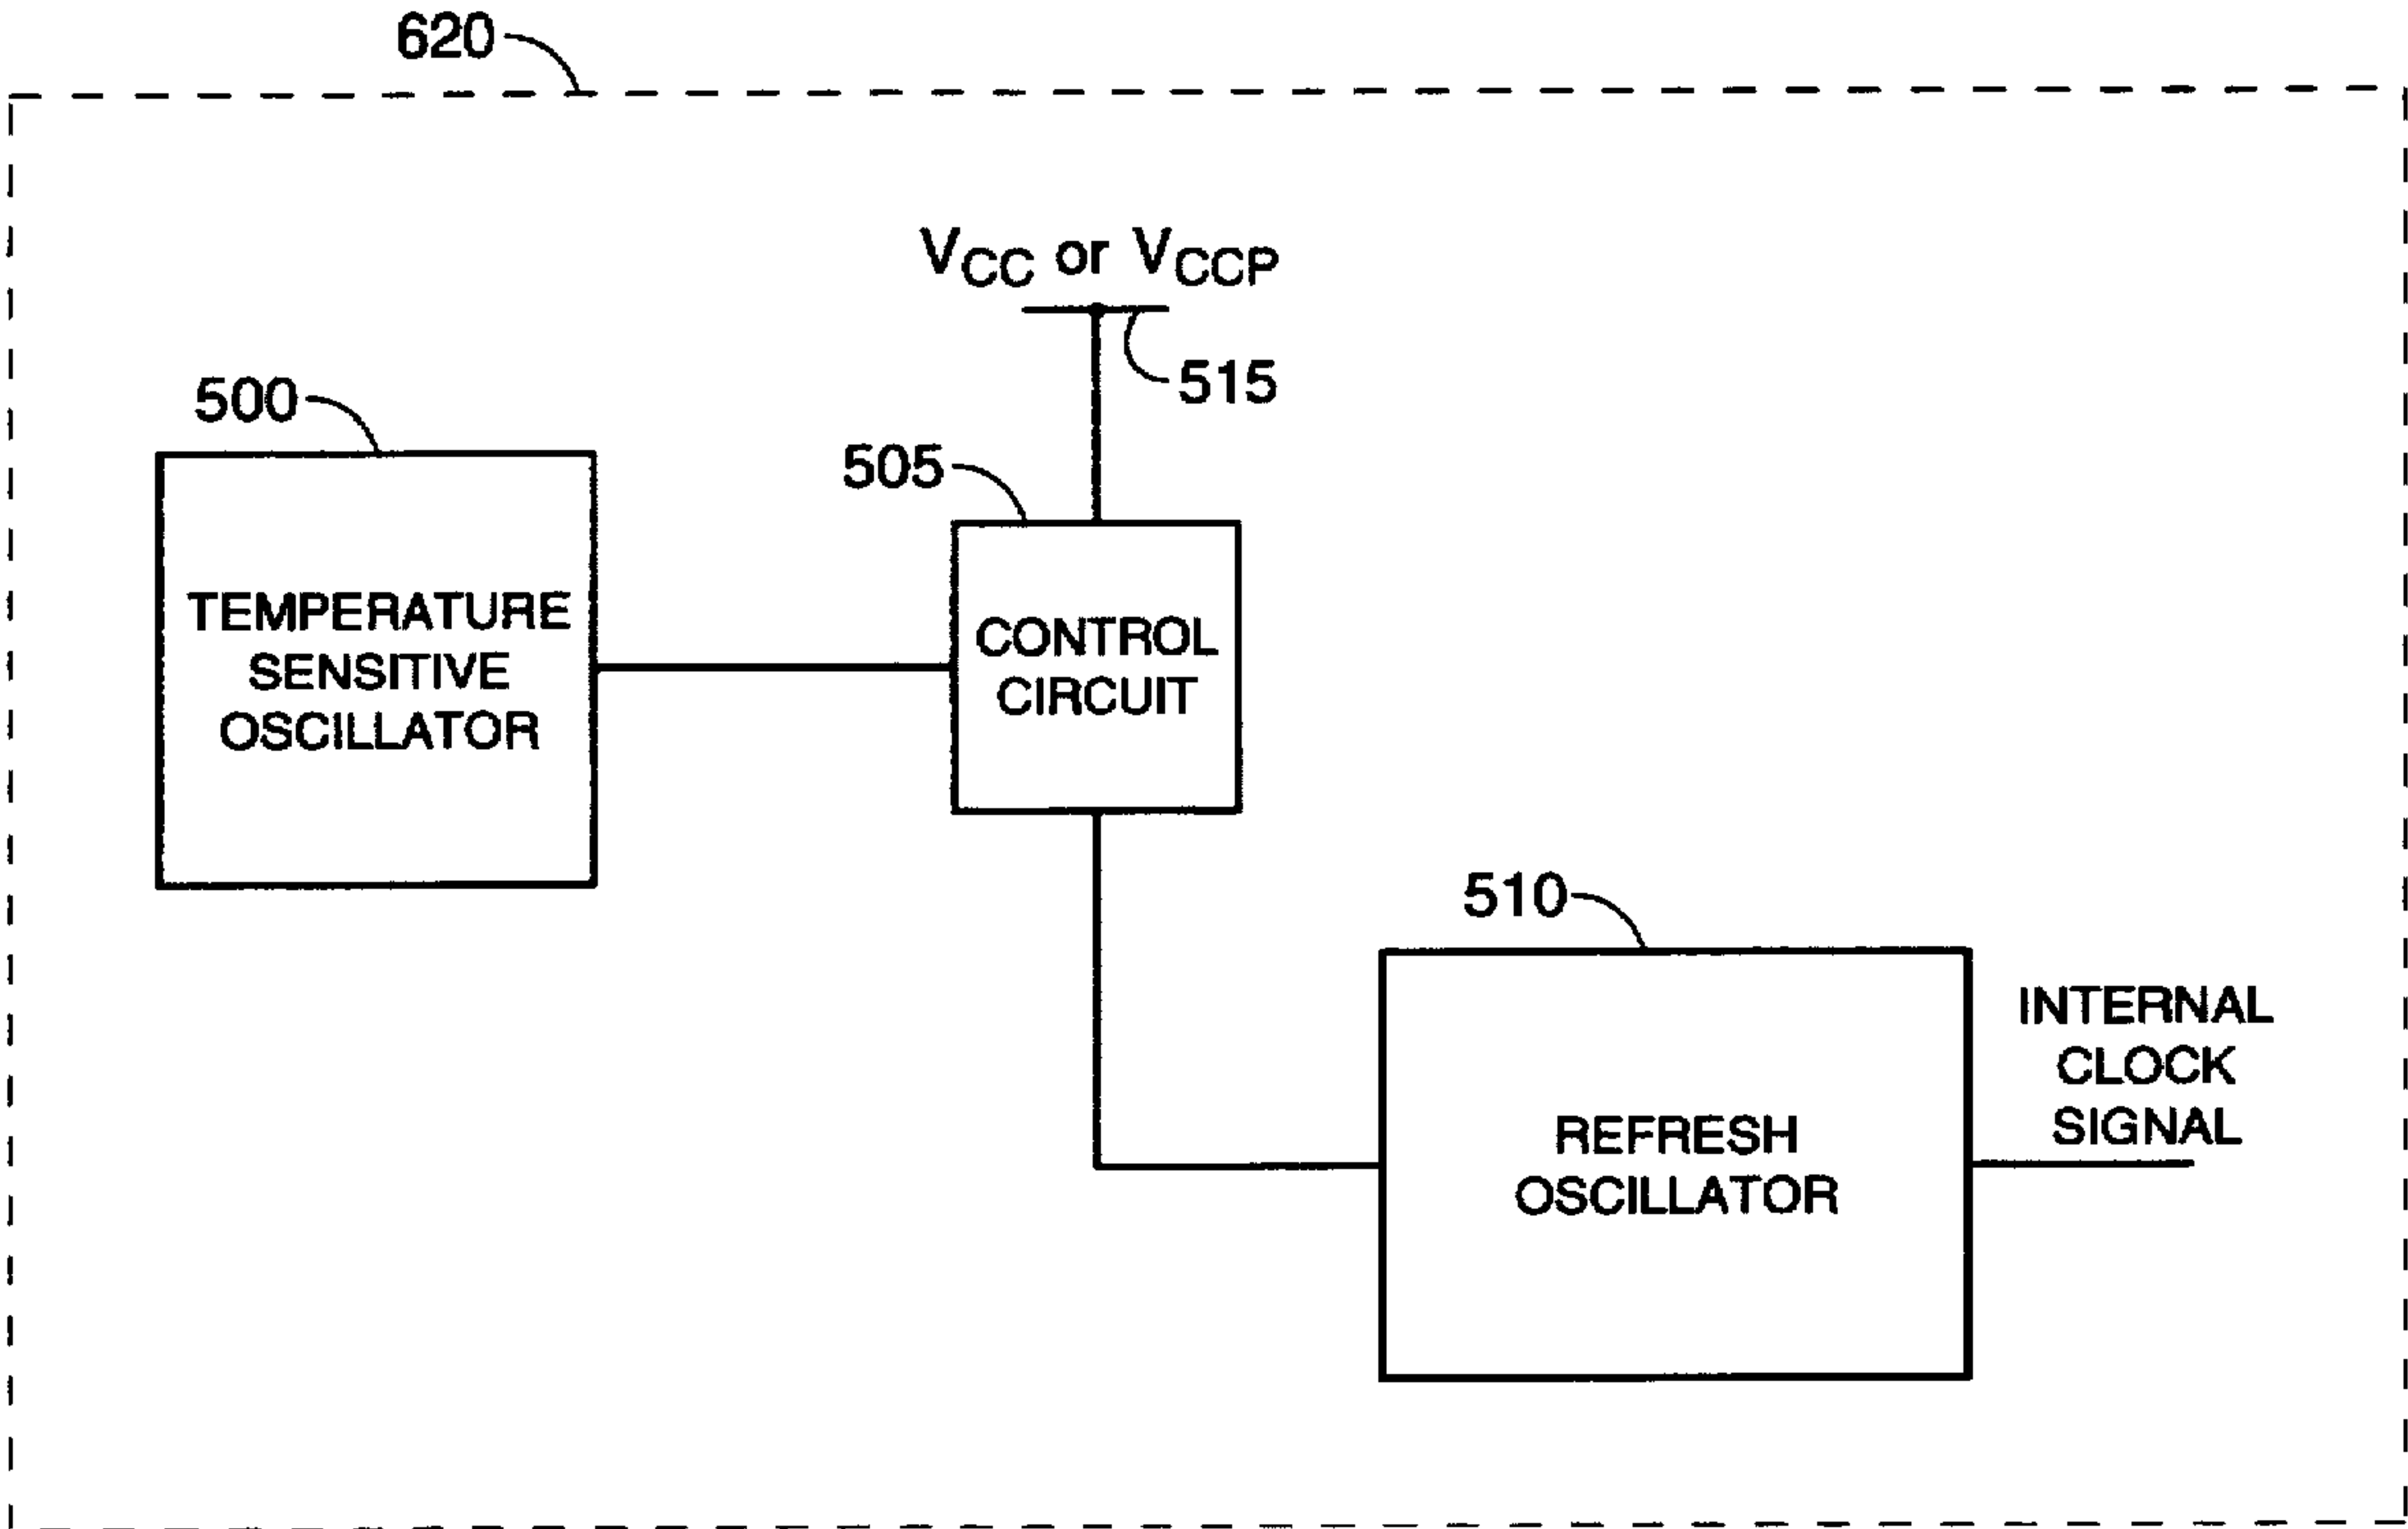 620
VCC or VCCP
515
500
505
TEMPERATURE
SENSITIVE
OSCILLATOR
CONTROL
CIRCUIT
510
INTERNAL
CLOCK
SIGNAL
REFRESH
OSCILLATOR